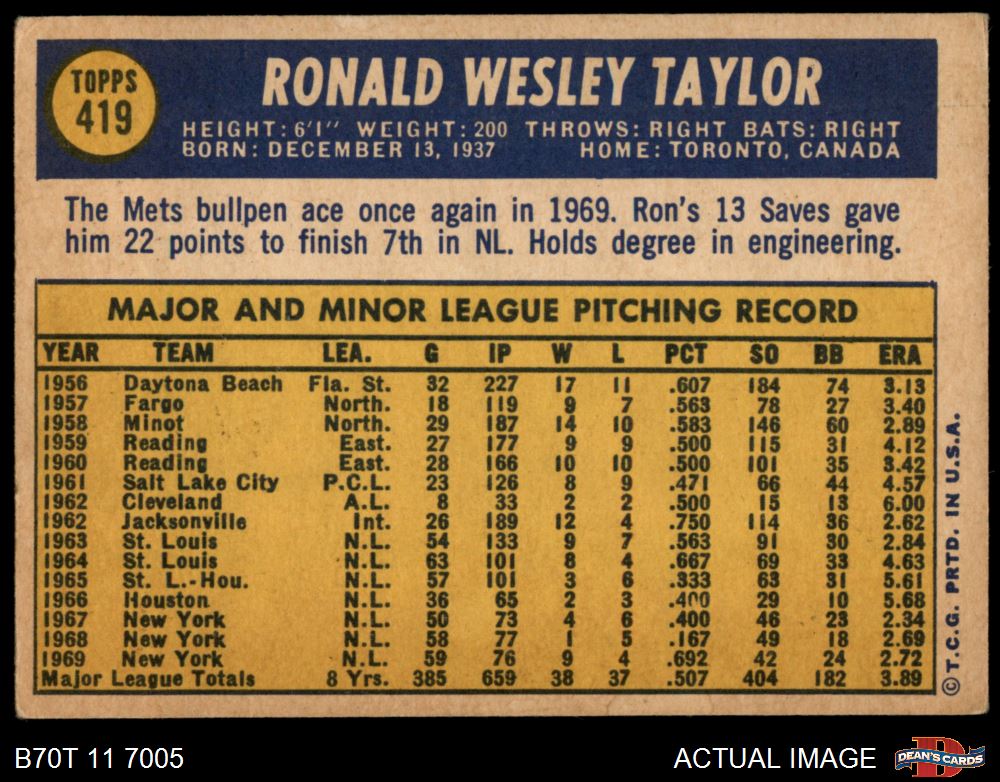 TOPPS
419
RONALD WESLEY TAYLOR
HEIGHT: 6'1" WEIGHT: 200 THROWS: RIGHT BATS: RIGHT
BORN: DECEMBER 13, 1937 HOME: TORONTO, CANADA
The Mets bullpen ace once again in 1969. Ron's 13 Saves gave
him 22 points to finish 7th in NL. Holds degree in engineering.
MAJOR AND MINOR LEAGUE PITCHING RECORD
YEAR TEAM LEA. G IP W L PCT SO BB ERA
1956 Daytona Beach Fla. St. 32 227 17 11 .607 184 74 3.13
1957 Fargo North. 18 119 9 7 .563 78 27 3.40
1958 Minot North. 29 187 14 10 .583 146 60 2.89
1959 Reading East. 27 177 9 9 .500 115 31 4.12
1960 Reading East. 28 166 10 10 .500 101 35 3.42
1961 Salt Lake City P.C.L. 23 126 8 9 .471 66 44 4.57
1962 Cleveland A.L. 8 33 2 2 .500 15 13 6.00
1962 Jacksonville Int. 26 189 12 4 .750 114 36 2.62
1963 St. Louis N.L. 54 133 9 7 .563 91 30 2.84
1964 St. Louis N.L. 63 101 8 4 .667 69 33 4.63
1965 St. L.-Hou. N.L. 57 101 3 6 .333 63 31 5.61
1966 Houston N.L. 36 65 2 3 .400 29 10 5.68
1967 New York N.L. 50 73 4 6 .400 46 23 2.34
1968 New York N.L. 58 77 1 5 .167 49 18 2.69
1969 New York N.L. 59 76 9 4 .692 42 24 2.72
Major League Totals 8 Yrs. 385 659 38 37 .507 404 182 3.89
© T.C.G. PRTD. IN U.S.A.
B70T 11 7005 ACTUAL IMAGE
D
DEAN'S CARDS